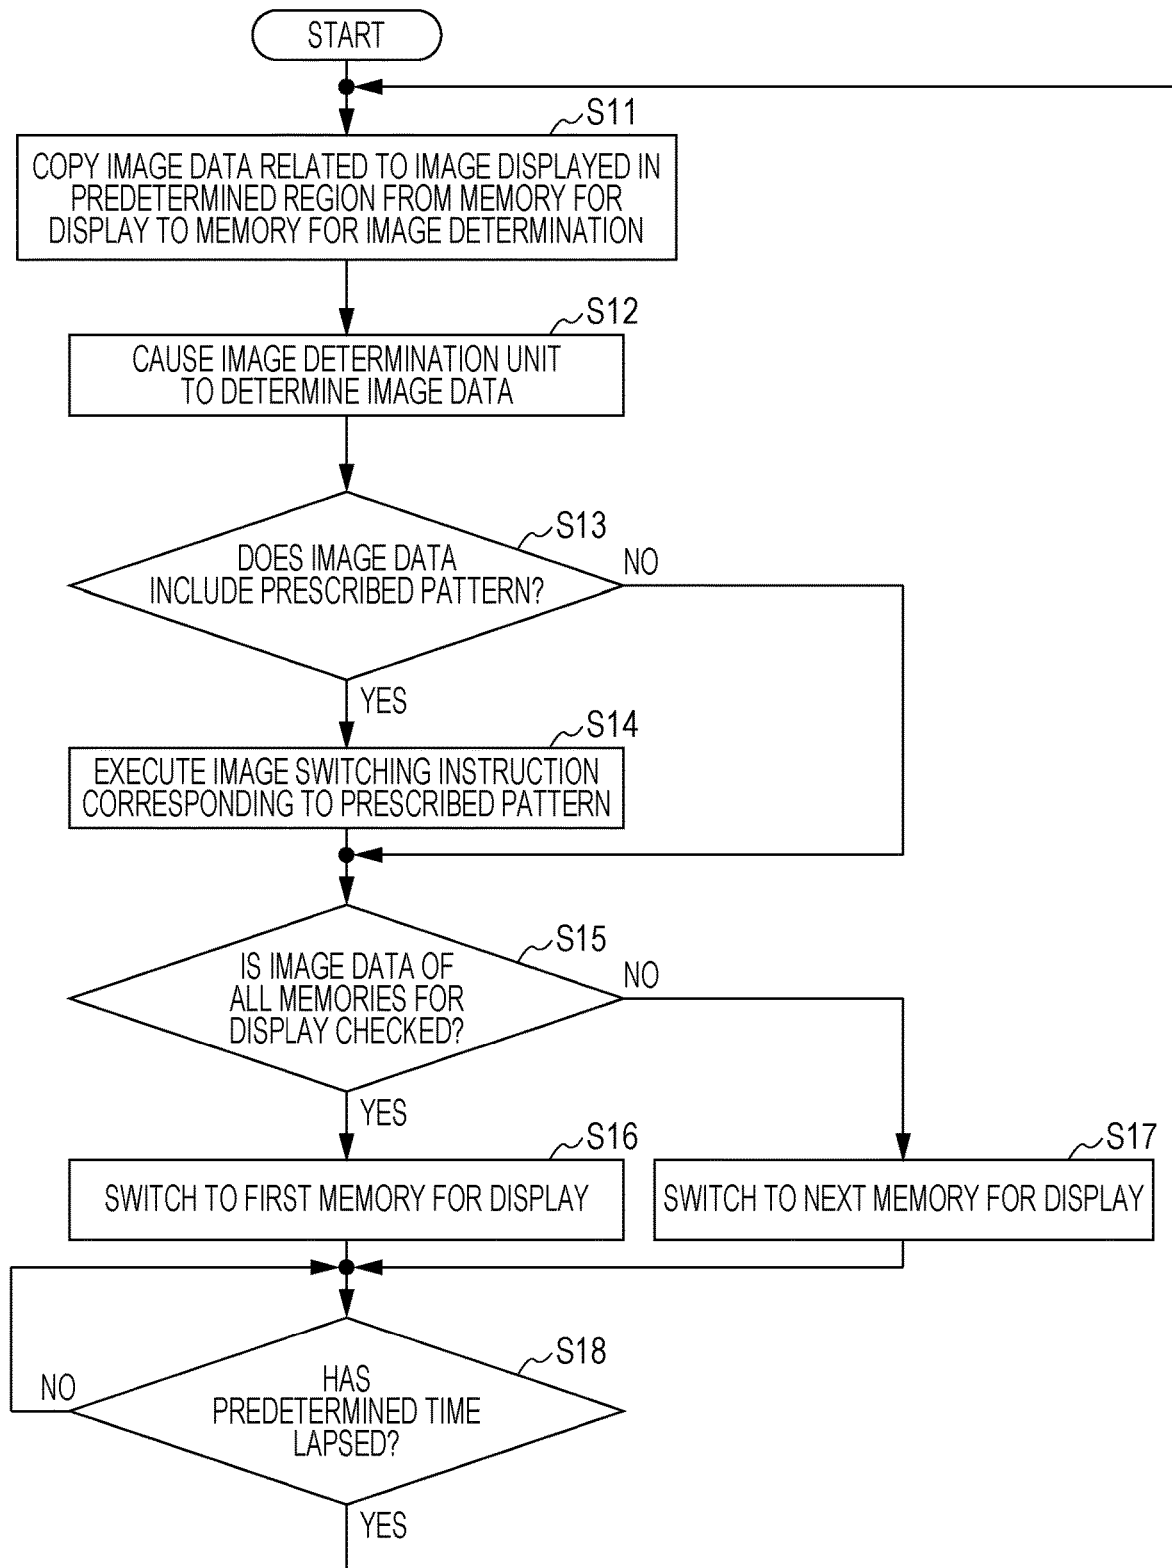 START
S11
COPY IMAGE DATA RELATED TO IMAGE DISPLAYED IN
PREDETERMINED REGION FROM MEMORY FOR
DISPLAY TO MEMORY FOR IMAGE DETERMINATION
S12
CAUSE IMAGE DETERMINATION UNIT
TO DETERMINE IMAGE DATA
S13
DOES IMAGE DATA
INCLUDE PRESCRIBED PATTERN?
NO
YES
S14
EXECUTE IMAGE SWITCHING INSTRUCTION
CORRESPONDING TO PRESCRIBED PATTERN
S15
IS IMAGE DATA OF
ALL MEMORIES FOR
DISPLAY CHECKED?
NO
YES
S16
SWITCH TO FIRST MEMORY FOR DISPLAY
S17
SWITCH TO NEXT MEMORY FOR DISPLAY
S18
HAS
PREDETERMINED TIME
LAPSED?
NO
YES